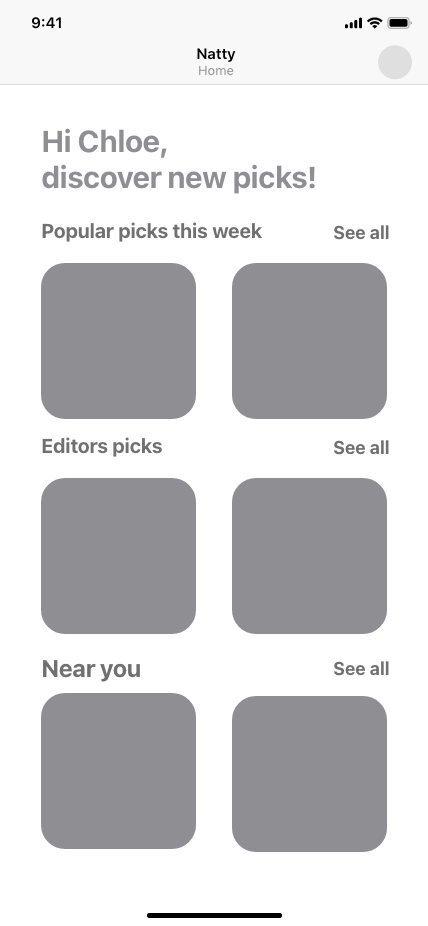 9:41
Natty
Home
Hi Chloe,
discover new picks!
Popular picks this week See all
Editors picks See all
Near you See all